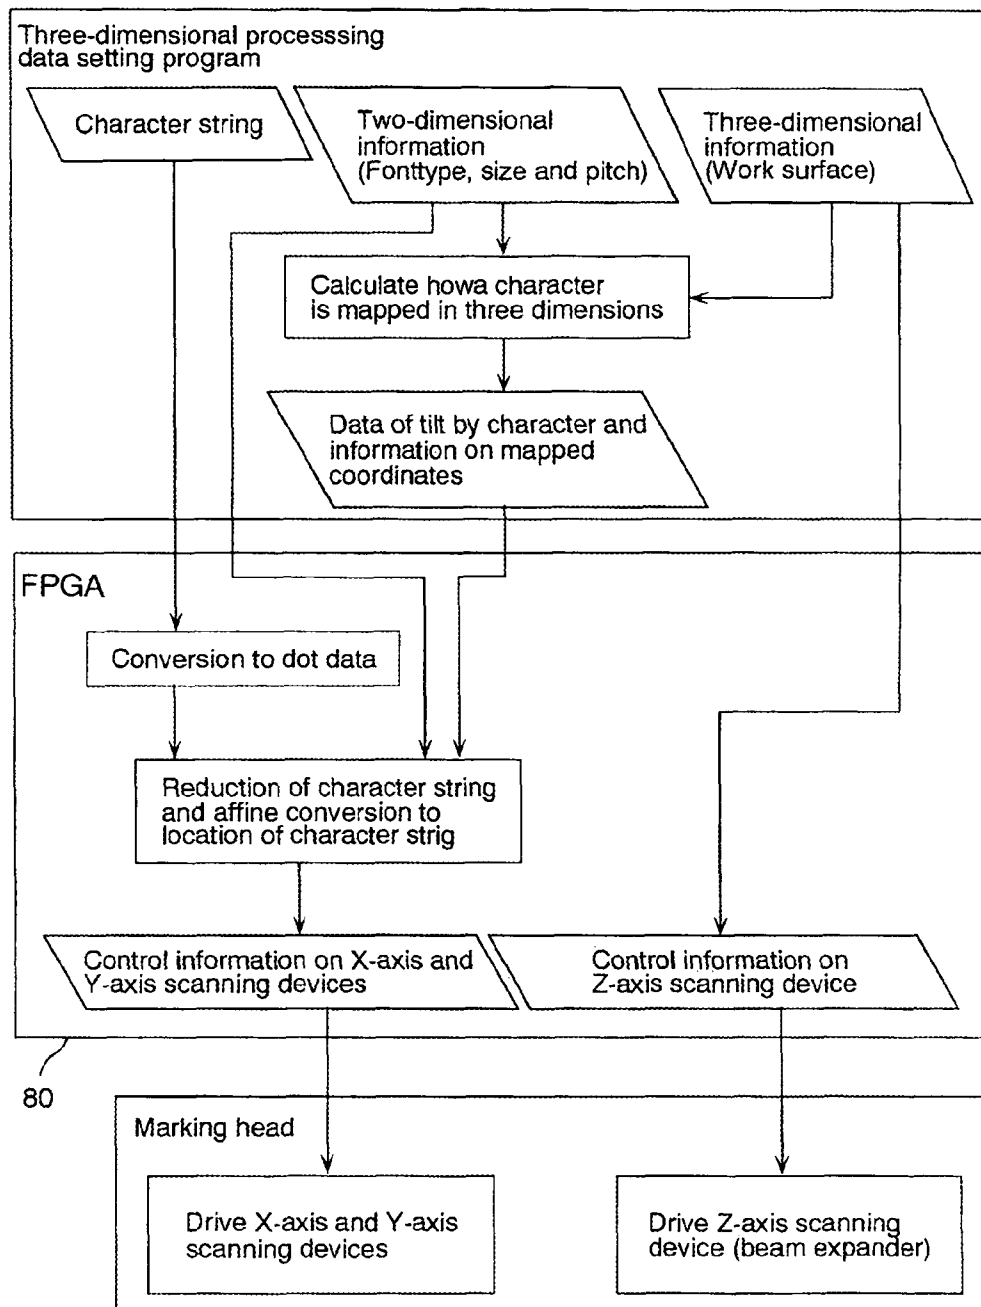 Three-dimensional processsing
data setting program
Character string
Two-dimensional
information
(Fonttype, size and pitch)
Three-dimensional
information
(Work surface)
Calculate howa character
is mapped in three dimensions
Data of tilt by character and
information on mapped
coordinates
FPGA
Conversion to dot data
Reduction of character string
and affine conversion to
location of character strig
Control information on X-axis and
Y-axis scanning devices
Control information on
Z-axis scanning device
80
Marking head
Drive X-axis and Y-axis
scanning devices
Drive Z-axis scanning
device (beam expander)